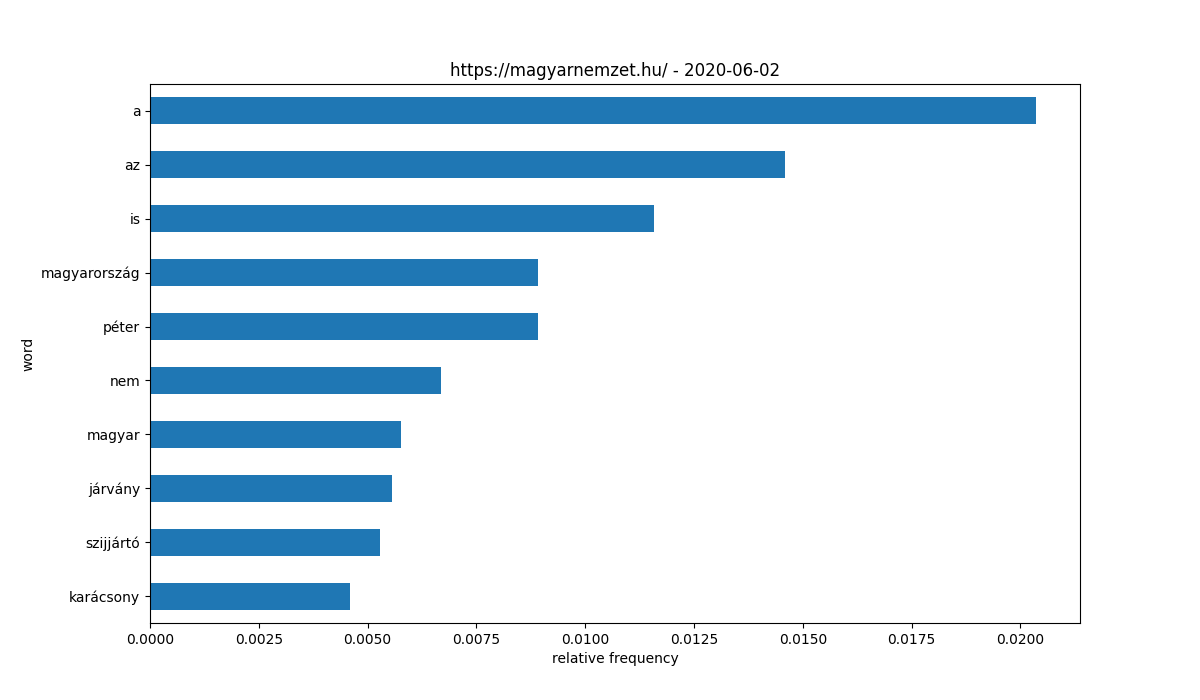 https://magyarnemzet.hu/ - 2020-06-02
a
az
is
magyarország
péter
nem
magyar
járvány
szijjártó
karácsony
word
0.0000 0.0025 0.0050 0.0075 0.0100 0.0125 0.0150 0.0175 0.0200
relative frequency